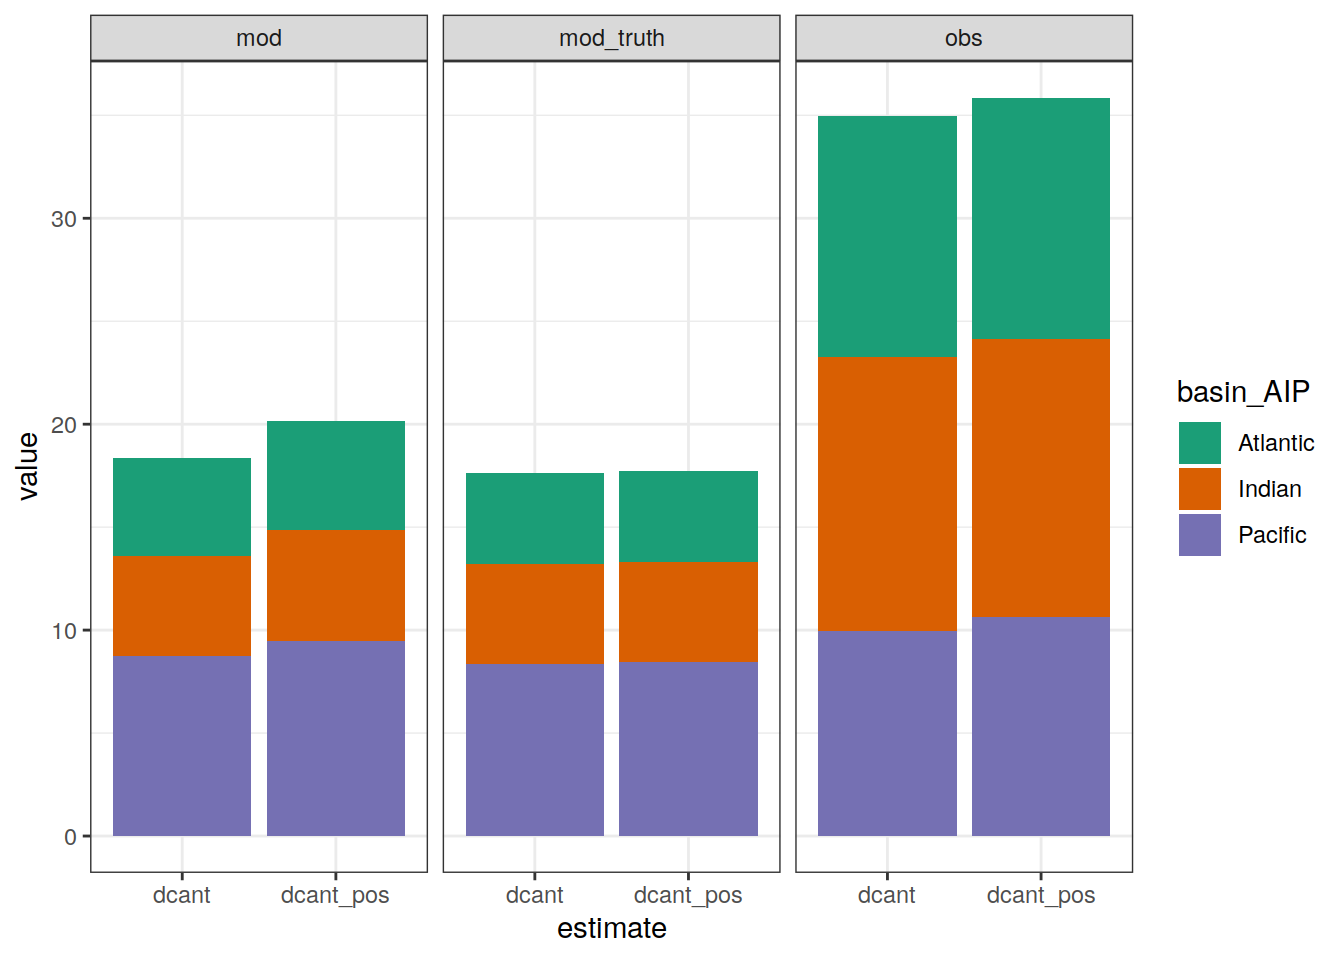 mod mod_truth obs
value
30
20
10
0
dcant dcant_pos dcant dcant_pos dcant dcant_pos
estimate
basin_AIP
Atlantic
Indian
Pacific